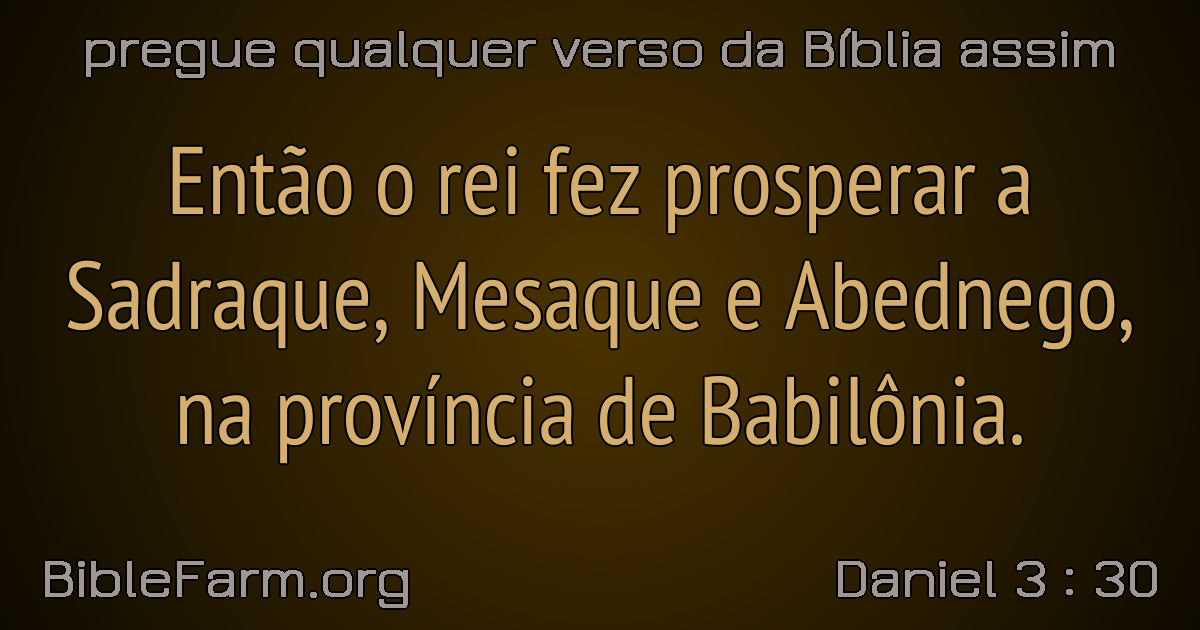 pregue qualquer verso da Bíblia assim
Então o rei fez prosperar a
Sadraque, Mesaque e Abednego,
na província de Babilônia.
BibleFarm.org
Daniel 3 : 30